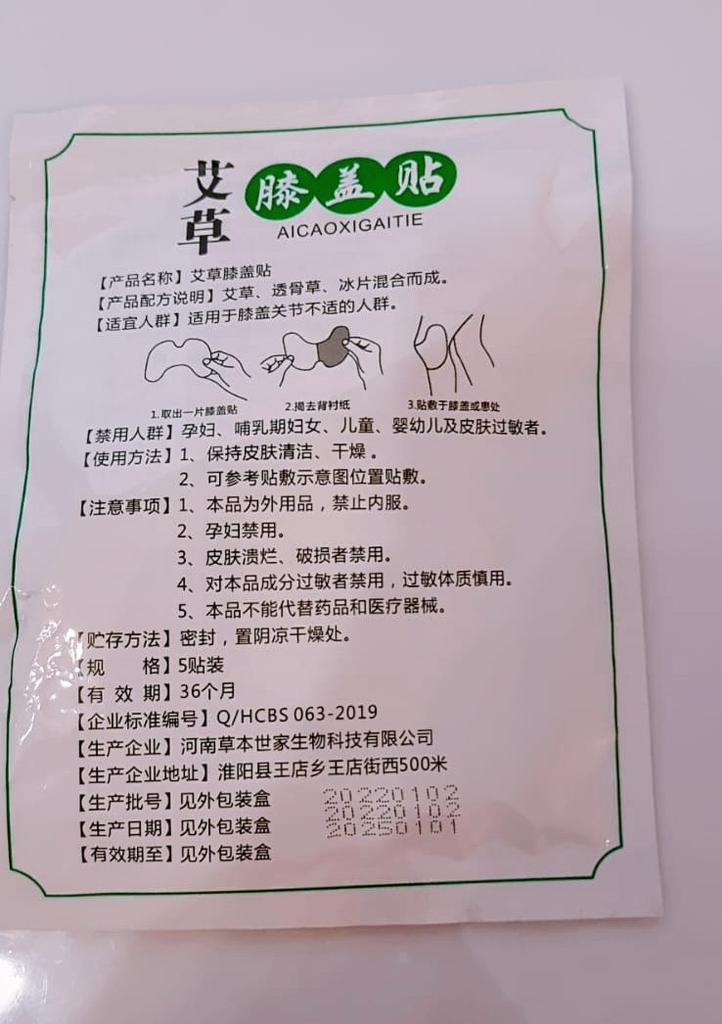 艾草膝盖贴
AICAOXIGAITIE
【产品名称】艾草膝盖贴
【产品配方说明】艾草、透骨草、冰片混合而成。
【适宜人群】适用于膝盖关节不适的人群。
1.取出一片膝盖贴 2.揭去背衬纸 3.贴敷于膝盖或患处
【禁用人群】孕妇、哺乳期妇女、儿童、婴幼儿及皮肤过敏者。
【使用方法】1、保持皮肤清洁、干燥 。
2、可参考贴敷示意图位置贴敷。
【注意事项】1、本品为外用品，禁止内服。
2、孕妇禁用。
3、皮肤溃烂、破损者禁用。
4、对本品成分过敏者禁用，过敏体质慎用。
5、本品不能代替药品和医疗器械。
【贮存方法】密封，置阴凉干燥处。
【规 格】5贴装
【有 效 期】36个月
【企业标准编号】Q/HCBS 063-2019
【生产企业】河南草本世家生物科技有限公司
【生产企业地址】淮阳县王店乡王店街西500米
【生产批号】见外包装盒 20220102
【生产日期】见外包装盒 20220102
【有效期至】见外包装盒 20250101